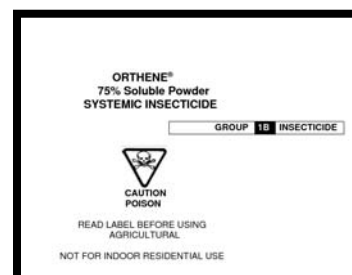 ORTHENE®
75% Soluble Powder
SYSTEMIC INSECTICIDE
GROUP 1B INSECTICIDE
CAUTION
POISON
READ LABEL BEFORE USING
AGRICULTURAL
NOT FOR INDOOR RESIDENTIAL USE